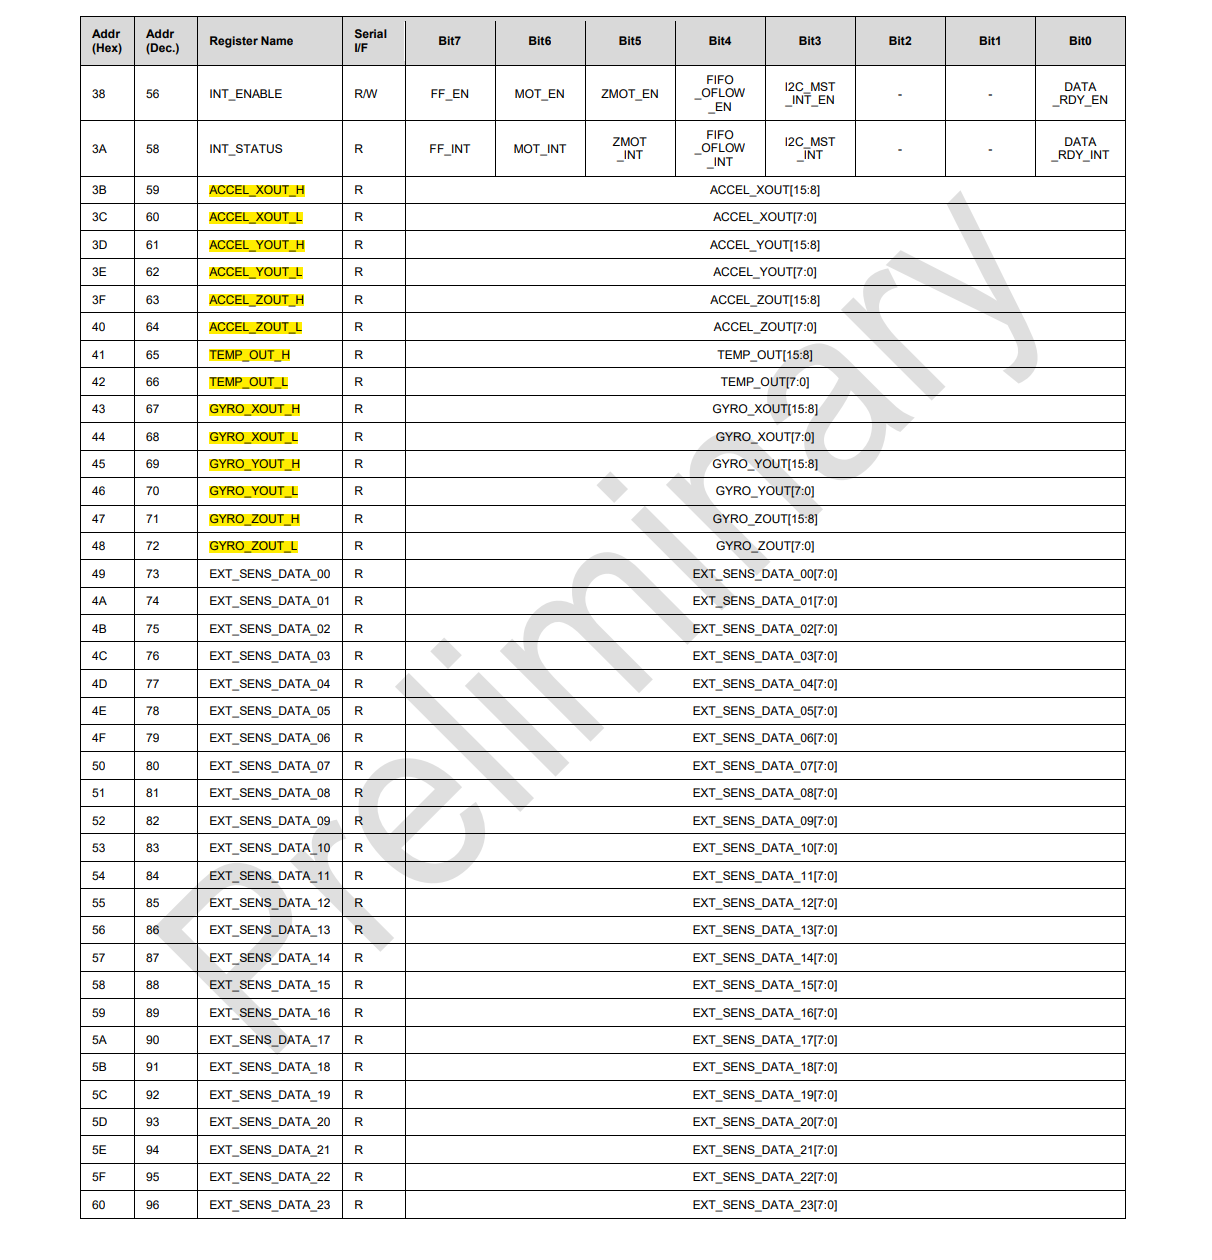 Addr (Hex) Addr (Dec.) Register Name Serial I/F Bit7 Bit6 Bit5 Bit4 Bit3 Bit2 Bit1 Bit0
38 56 INT_ENABLE R/W FF_EN MOT_EN ZMOT_EN FIFO _OFLOW _EN I2C_MST _INT_EN - - DATA _RDY_EN
3A 58 INT_STATUS R FF_INT MOT_INT ZMOT _INT FIFO _OFLOW _INT I2C_MST _INT - - DATA _RDY_INT
3B 59 ACCEL_XOUT_H R ACCEL_XOUT[15:8]
3C 60 ACCEL_XOUT_L R ACCEL_XOUT[7:0]
3D 61 ACCEL_YOUT_H R ACCEL_YOUT[15:8]
3E 62 ACCEL_YOUT_L R ACCEL_YOUT[7:0]
3F 63 ACCEL_ZOUT_H R ACCEL_ZOUT[15:8]
40 64 ACCEL_ZOUT_L R ACCEL_ZOUT[7:0]
41 65 TEMP_OUT_H R TEMP_OUT[15:8]
42 66 TEMP_OUT_L R TEMP_OUT[7:0]
43 67 GYRO_XOUT_H R GYRO_XOUT[15:8]
44 68 GYRO_XOUT_L R GYRO_XOUT[7:0]
45 69 GYRO_YOUT_H R GYRO_YOUT[15:8]
46 70 GYRO_YOUT_L R GYRO_YOUT[7:0]
47 71 GYRO_ZOUT_H R GYRO_ZOUT[15:8]
48 72 GYRO_ZOUT_L R GYRO_ZOUT[7:0]
49 73 EXT_SENS_DATA_00 R EXT_SENS_DATA_00[7:0]
4A 74 EXT_SENS_DATA_01 R EXT_SENS_DATA_01[7:0]
4B 75 EXT_SENS_DATA_02 R EXT_SENS_DATA_02[7:0]
4C 76 EXT_SENS_DATA_03 R EXT_SENS_DATA_03[7:0]
4D 77 EXT_SENS_DATA_04 R EXT_SENS_DATA_04[7:0]
4E 78 EXT_SENS_DATA_05 R EXT_SENS_DATA_05[7:0]
4F 79 EXT_SENS_DATA_06 R EXT_SENS_DATA_06[7:0]
50 80 EXT_SENS_DATA_07 R EXT_SENS_DATA_07[7:0]
51 81 EXT_SENS_DATA_08 R EXT_SENS_DATA_08[7:0]
52 82 EXT_SENS_DATA_09 R EXT_SENS_DATA_09[7:0]
53 83 EXT_SENS_DATA_10 R EXT_SENS_DATA_10[7:0]
54 84 EXT_SENS_DATA_11 R EXT_SENS_DATA_11[7:0]
55 85 EXT_SENS_DATA_12 R EXT_SENS_DATA_12[7:0]
56 86 EXT_SENS_DATA_13 R EXT_SENS_DATA_13[7:0]
57 87 EXT_SENS_DATA_14 R EXT_SENS_DATA_14[7:0]
58 88 EXT_SENS_DATA_15 R EXT_SENS_DATA_15[7:0]
59 89 EXT_SENS_DATA_16 R EXT_SENS_DATA_16[7:0]
5A 90 EXT_SENS_DATA_17 R EXT_SENS_DATA_17[7:0]
5B 91 EXT_SENS_DATA_18 R EXT_SENS_DATA_18[7:0]
5C 92 EXT_SENS_DATA_19 R EXT_SENS_DATA_19[7:0]
5D 93 EXT_SENS_DATA_20 R EXT_SENS_DATA_20[7:0]
5E 94 EXT_SENS_DATA_21 R EXT_SENS_DATA_21[7:0]
5F 95 EXT_SENS_DATA_22 R EXT_SENS_DATA_22[7:0]
60 96 EXT_SENS_DATA_23 R EXT_SENS_DATA_23[7:0]
Preliminary